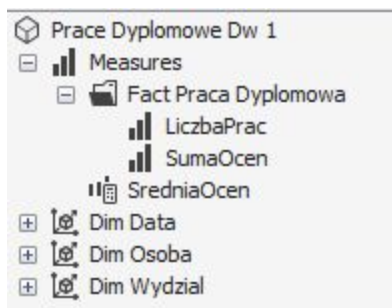 Prace Dyplomowe Dw 1
Measures
Fact Praca Dyplomowa
LiczbaPrac
SumaOcen
SredniaOcen
Dim Data
Dim Osoba
Dim Wydzial